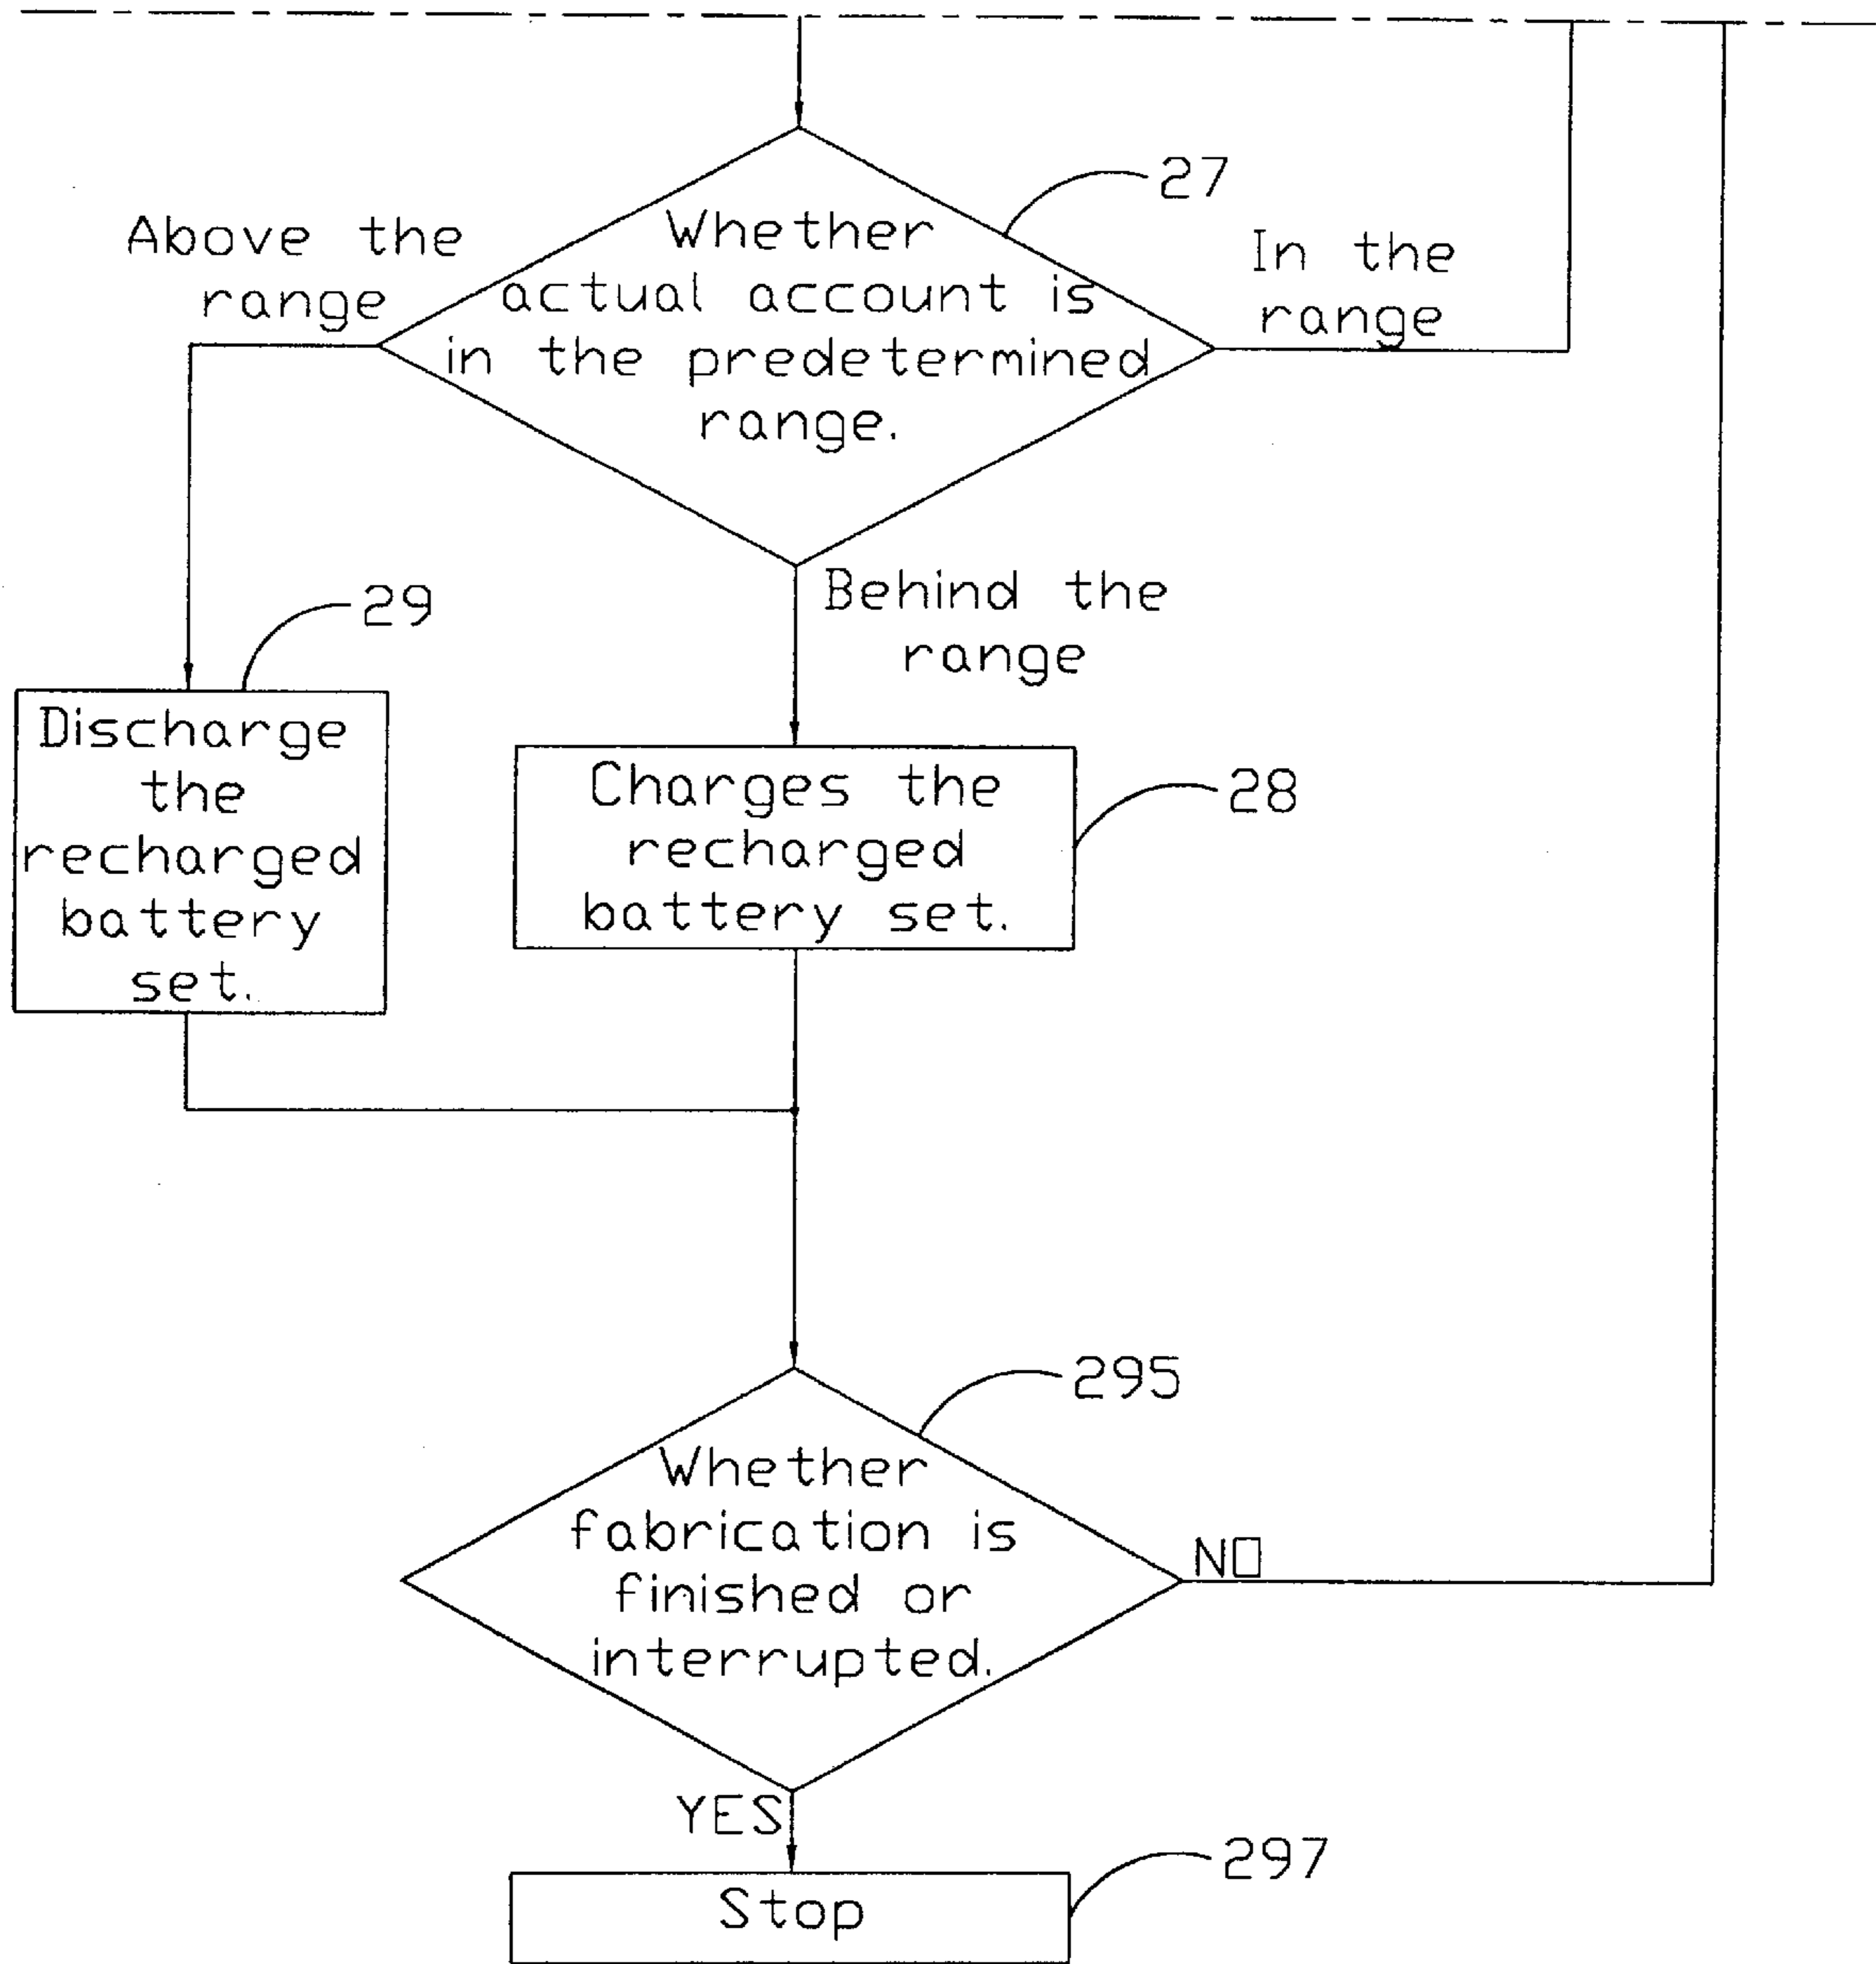 27
Whether
actual account is
in the predetermined
range.
Above the
range
In the
range
Behind the
range
29
Discharge
the
recharged
battery
set.
Charges the
recharged
battery set.
28
295
Whether
fabrication is
finished or
interrupted.
NO
YES
297
Stop